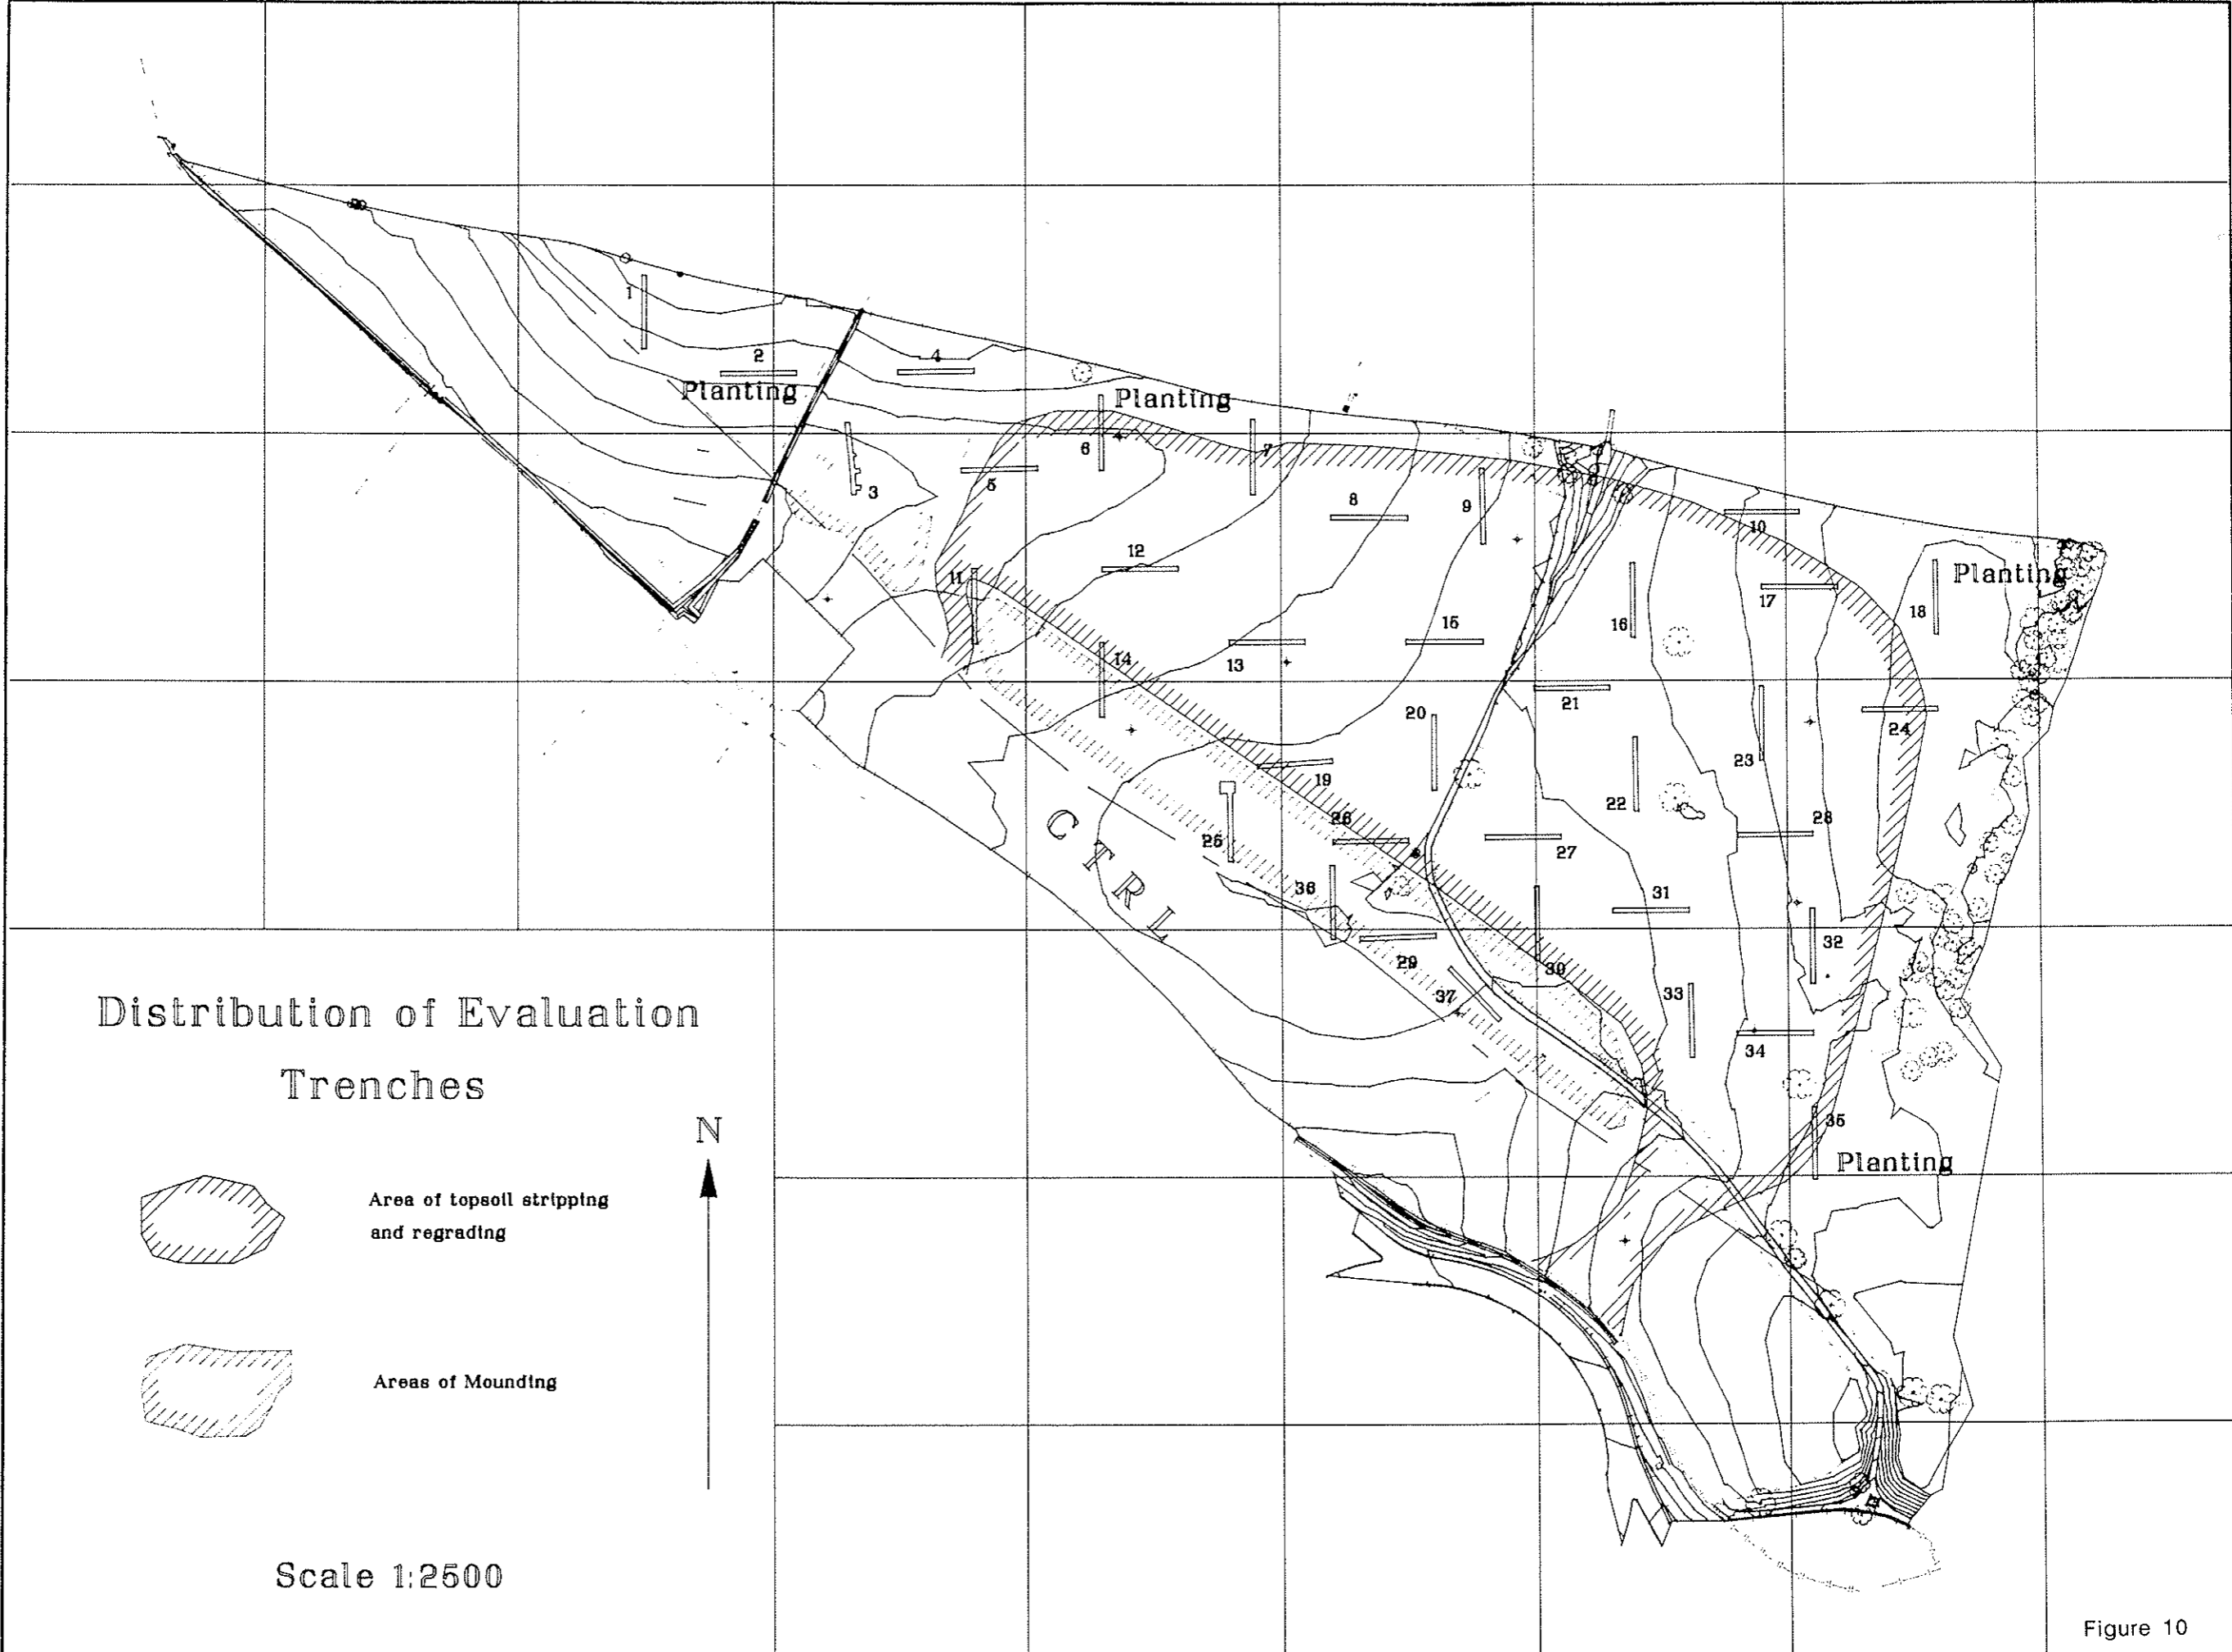 1
2
Planting
4
Planting
3
5
6
7
8
9
10
11
12
13
14
15
16
17
18
Planting
19
20
21
22
23
24
25
26
27
28
CTRL
36
29
37
30
31
32
33
34
35
Planting
Distribution of Evaluation
Trenches
N
Area of topsoil stripping
and regrading
Areas of Mounding
Scale 1:2500
Figure 10